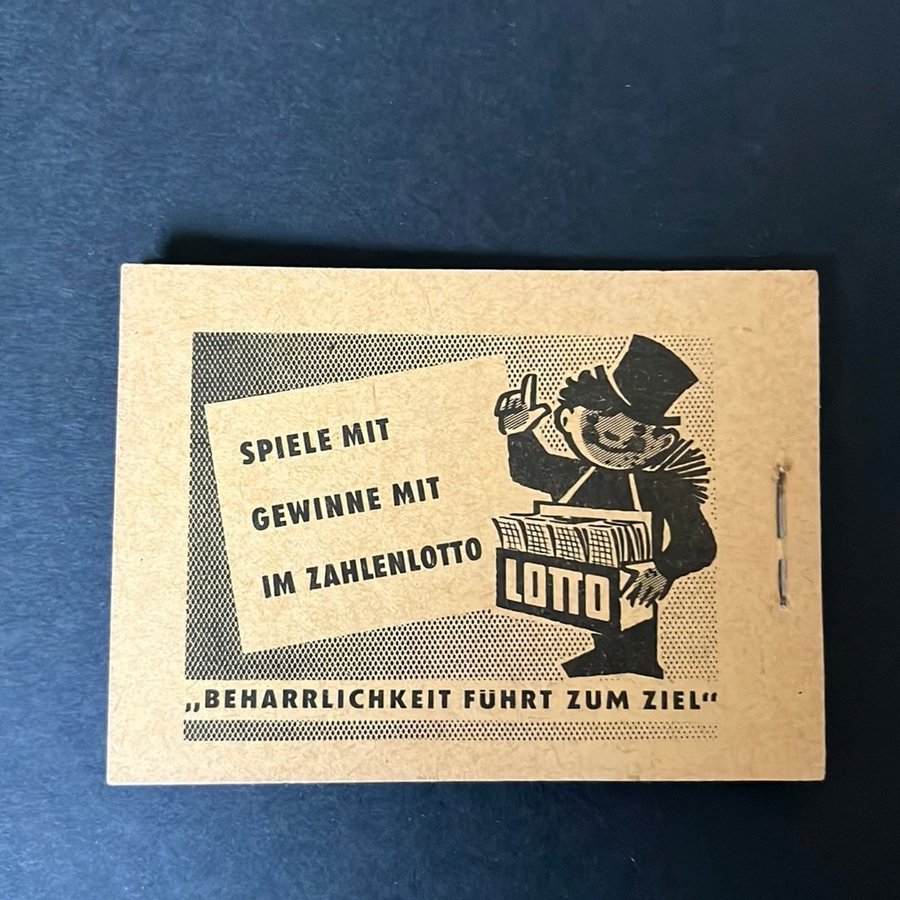 SPIELE MIT
GEWINNE MIT
IM ZAHLENLOTTO
LOTTO
„BEHARRLICHKEIT FÜHRT ZUM ZIEL“